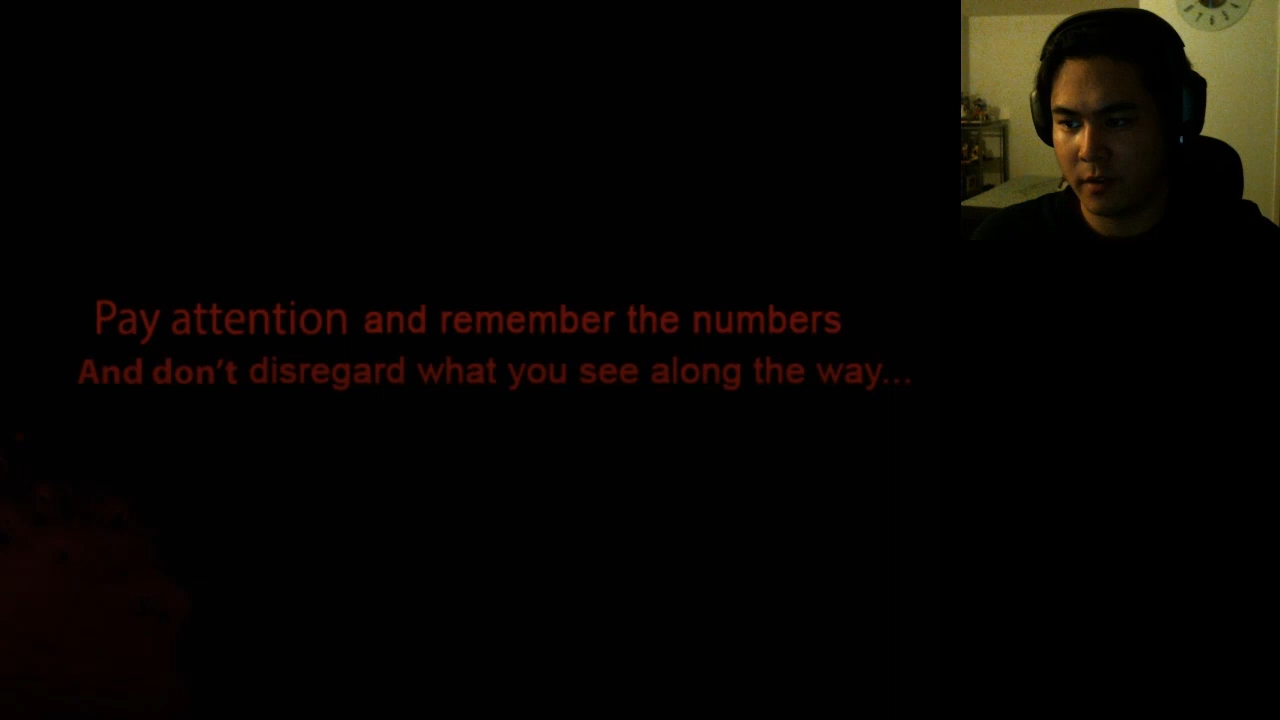 Pay attention and remember the numbers
And don't disregard what you see along the way...